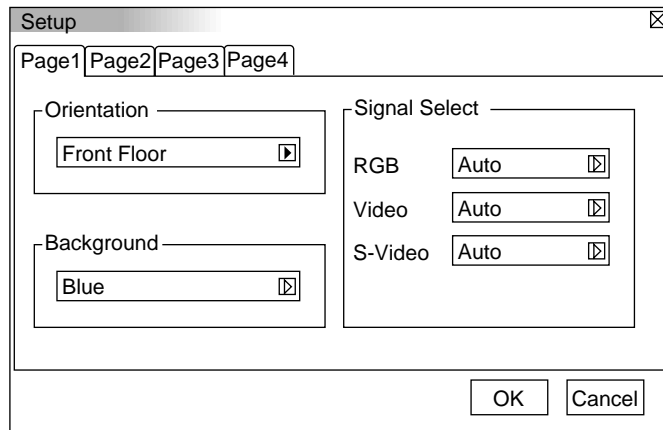 Setup
Page1 Page2 Page3 Page4
Orientation
Front Floor
Background
Blue
Signal Select
RGB Auto
Video Auto
S-Video Auto
OK Cancel